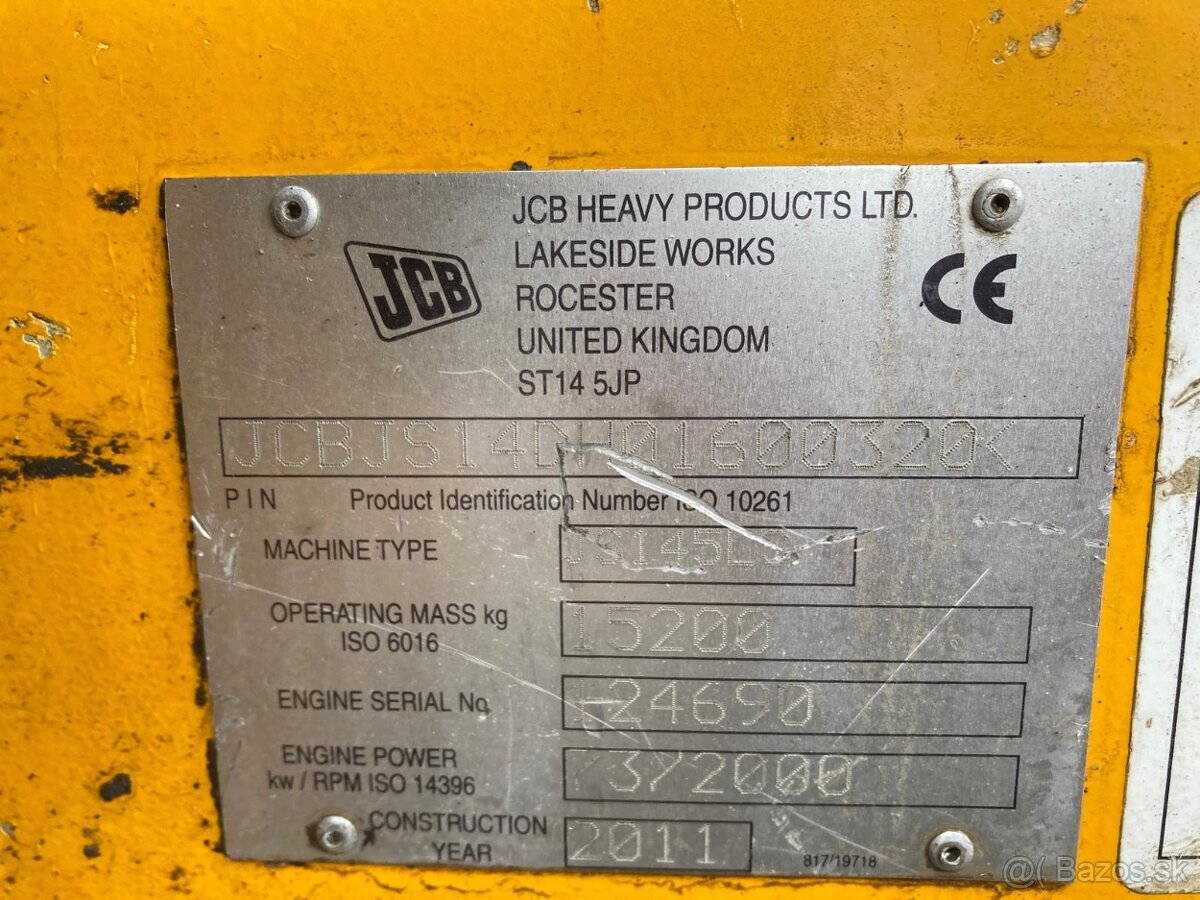 JCB HEAVY PRODUCTS LTD.
JCB
LAKESIDE WORKS
CE
ROCESTER
UNITED KINGDOM
ST14 5JP
PIN Product Identification Number ISO 10261
MACHINE TYPE
OPERATING MASS kg 15200
ISO 6016
ENGINE SERIAL No.
ENGINE POWER
kw / RPM ISO 14396
CONSTRUCTION 2011
YEAR
817/19718
@( Bazos.sk